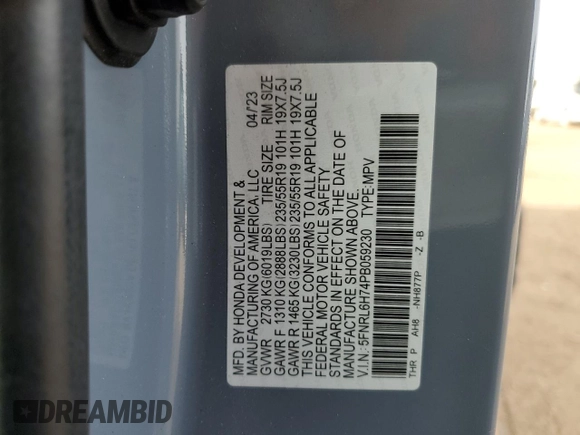 MFD. BY HONDA DEVELOPMENT &
MANUFACTURING OF AMERICA, LLC 04/23
GVWR 2730 KG(6019LBS) TIRE SIZE RIM SIZE
GAWR F 1310 KG(2888LBS)235/55R19 101H 19X7.5J
GAWR R 1465 KG(3230LBS)235/55R19 101H 19X7.5J
THIS VEHICLE CONFORMS TO ALL APPLICABLE
FEDERAL MOTOR VEHICLE SAFETY
STANDARDS IN EFFECT ON THE DATE OF
MANUFACTURE SHOWN ABOVE.
V.I.N: 5FNRL6H74PB059230 TYPE:MPV
THR P AH8 -NH877P -Z -B
DREAMBID